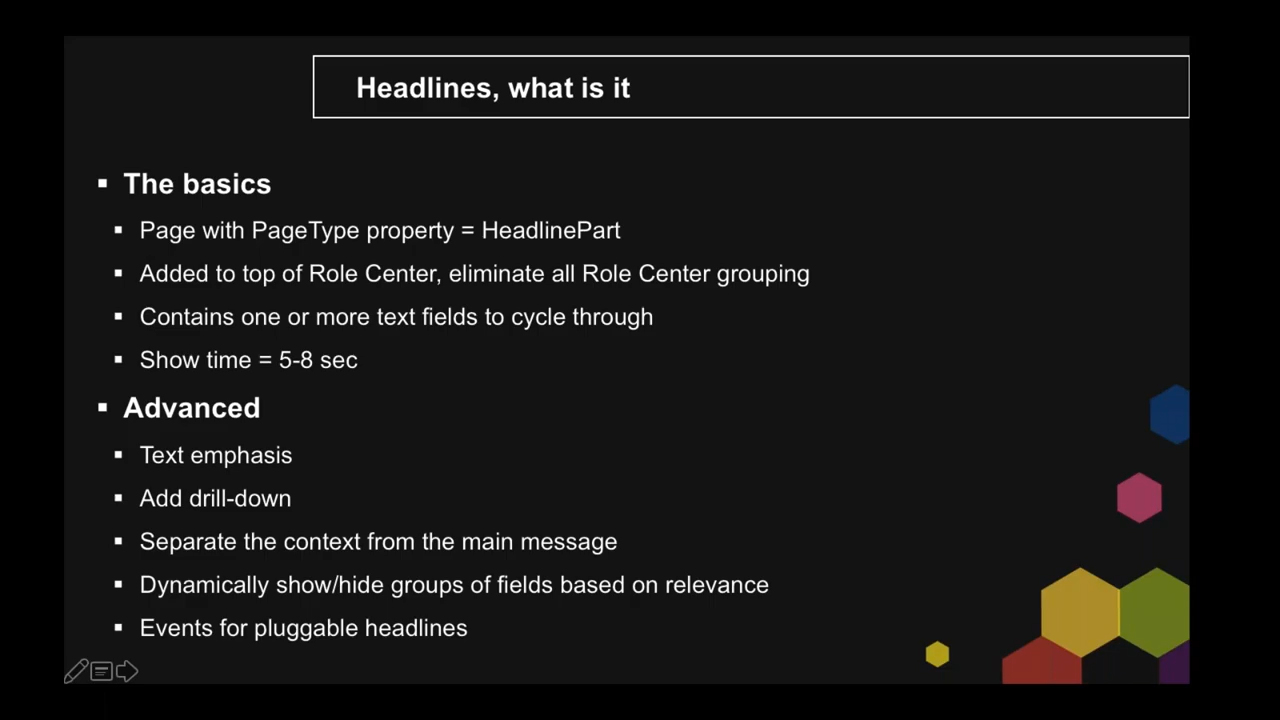 Headlines, what is it
The basics
Page with PageType property = HeadlinePart
Added to top of Role Center, eliminate all Role Center grouping
Contains one or more text fields to cycle through
Show time = 5-8 sec
Advanced
Text emphasis
Add drill-down
Separate the context from the main message
Dynamically show/hide groups of fields based on relevance
Events for pluggable headlines